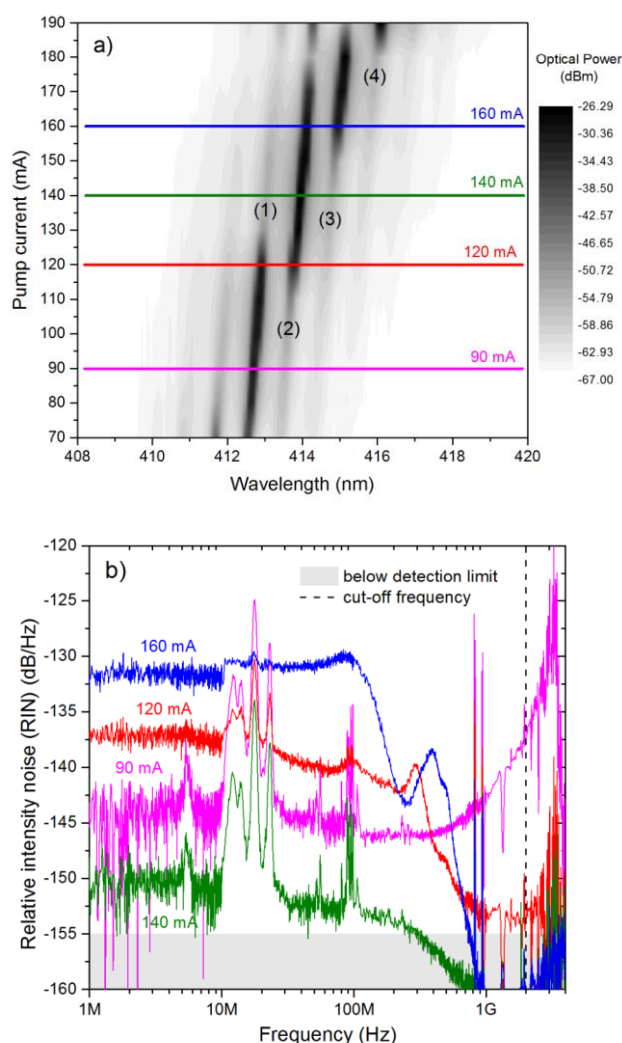 a)
Optical Power
(dBm)
190
180
170
160
150
140
130
120
110
100
90
80
70
Pump current (mA)
(1)
(2)
(3)
(4)
160 mA
140 mA
120 mA
90 mA
-26.29
-30.36
-34.43
-38.50
-42.57
-46.65
-50.72
-54.79
-58.86
-62.93
-67.00
408 410 412 414 416 418 420
Wavelength (nm)
b)
below detection limit
cut-off frequency
-120
-125
-130
-135
-140
-145
-150
-155
-160
Relative intensity noise (RIN) (dB/Hz)
160 mA
120 mA
90 mA
140 mA
1M 10M 100M 1G
Frequency (Hz)